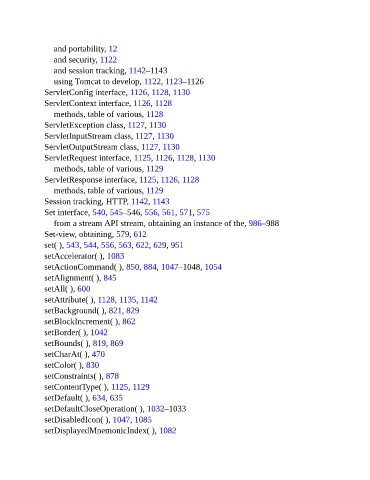 and portability, 12
and security, 1122
and session tracking, 1142–1143
using Tomcat to develop, 1122, 1123–1126
ServletConfig interface, 1126, 1128, 1130
ServletContext interface, 1126, 1128
methods, table of various, 1128
ServletException class, 1127, 1130
ServletInputStream class, 1127, 1130
ServletOutputStream class, 1127, 1130
ServletRequest interface, 1125, 1126, 1128, 1130
methods, table of various, 1129
ServletResponse interface, 1125, 1126, 1128
methods, table of various, 1129
Session tracking, HTTP, 1142, 1143
Set interface, 540, 545–546, 556, 561, 571, 575
from a stream API stream, obtaining an instance of the, 986–988
Set-view, obtaining, 579, 612
set( ), 543, 544, 556, 563, 622, 629, 951
setAccelerator( ), 1083
setActionCommand( ), 850, 884, 1047–1048, 1054
setAlignment( ), 845
setAll( ), 600
setAttribute( ), 1128, 1135, 1142
setBackground( ), 821, 829
setBlockIncrement( ), 862
setBorder( ), 1042
setBounds( ), 819, 869
setCharAt( ), 470
setColor( ), 830
setConstraints( ), 878
setContentType( ), 1125, 1129
setDefault( ), 634, 635
setDefaultCloseOperation( ), 1032–1033
setDisabledIcon( ), 1047, 1085
setDisplayedMnemonicIndex( ), 1082